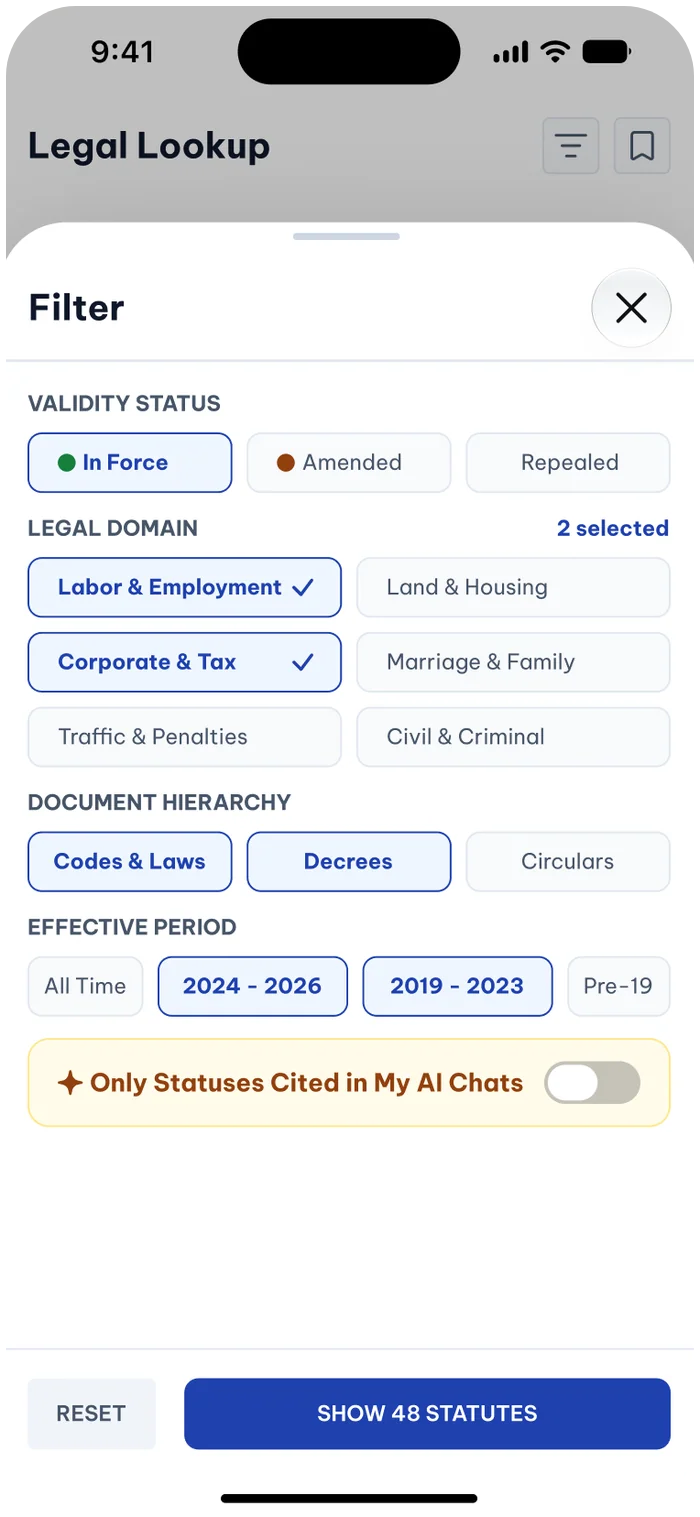 9:41
Legal Lookup
Filter
VALIDITY STATUS
In Force Amended Repealed
LEGAL DOMAIN 2 selected
Labor & Employment Land & Housing
Corporate & Tax Marriage & Family
Traffic & Penalties Civil & Criminal
DOCUMENT HIERARCHY
Codes & Laws Decrees Circulars
EFFECTIVE PERIOD
All Time 2024 - 2026 2019 - 2023 Pre-19
Only Statuses Cited in My AI Chats
RESET SHOW 48 STATUTES